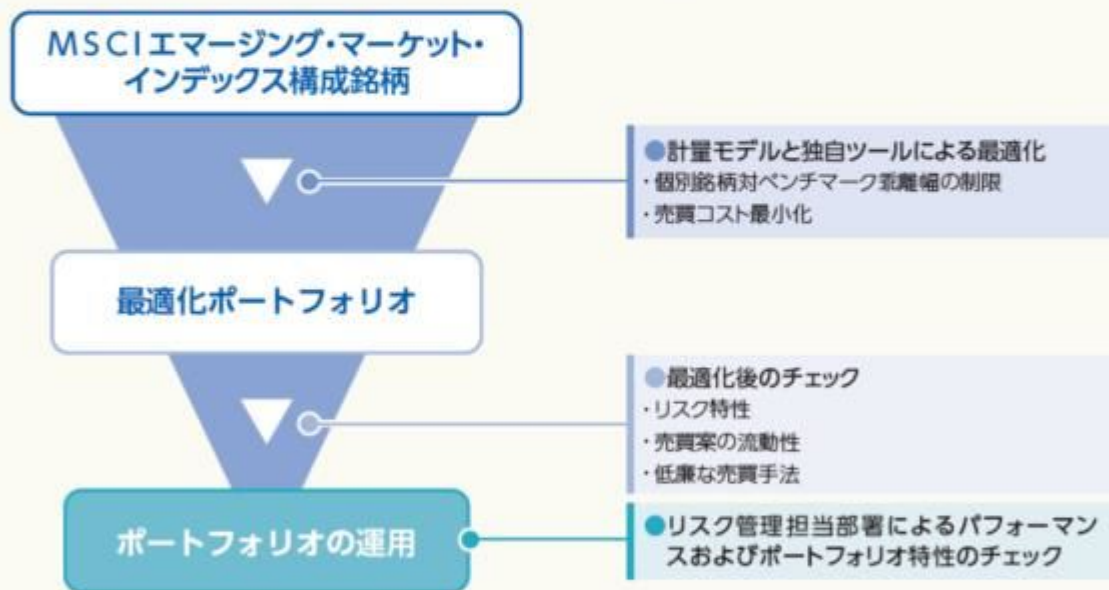 MSCIエマージング・マーケット・
インデックス構成銘柄
●計量モデルと独自ツールによる最適化
・個別銘柄対ベンチマーク乖離幅の制限
・売買コスト最小化
最適化ポートフォリオ
●最適化後のチェック
・リスク特性
・売買案の流動性
・低廉な売買手法
ポートフォリオの運用
●リスク管理担当部署によるパフォーマン
スおよびポートフォリオ特性のチェック